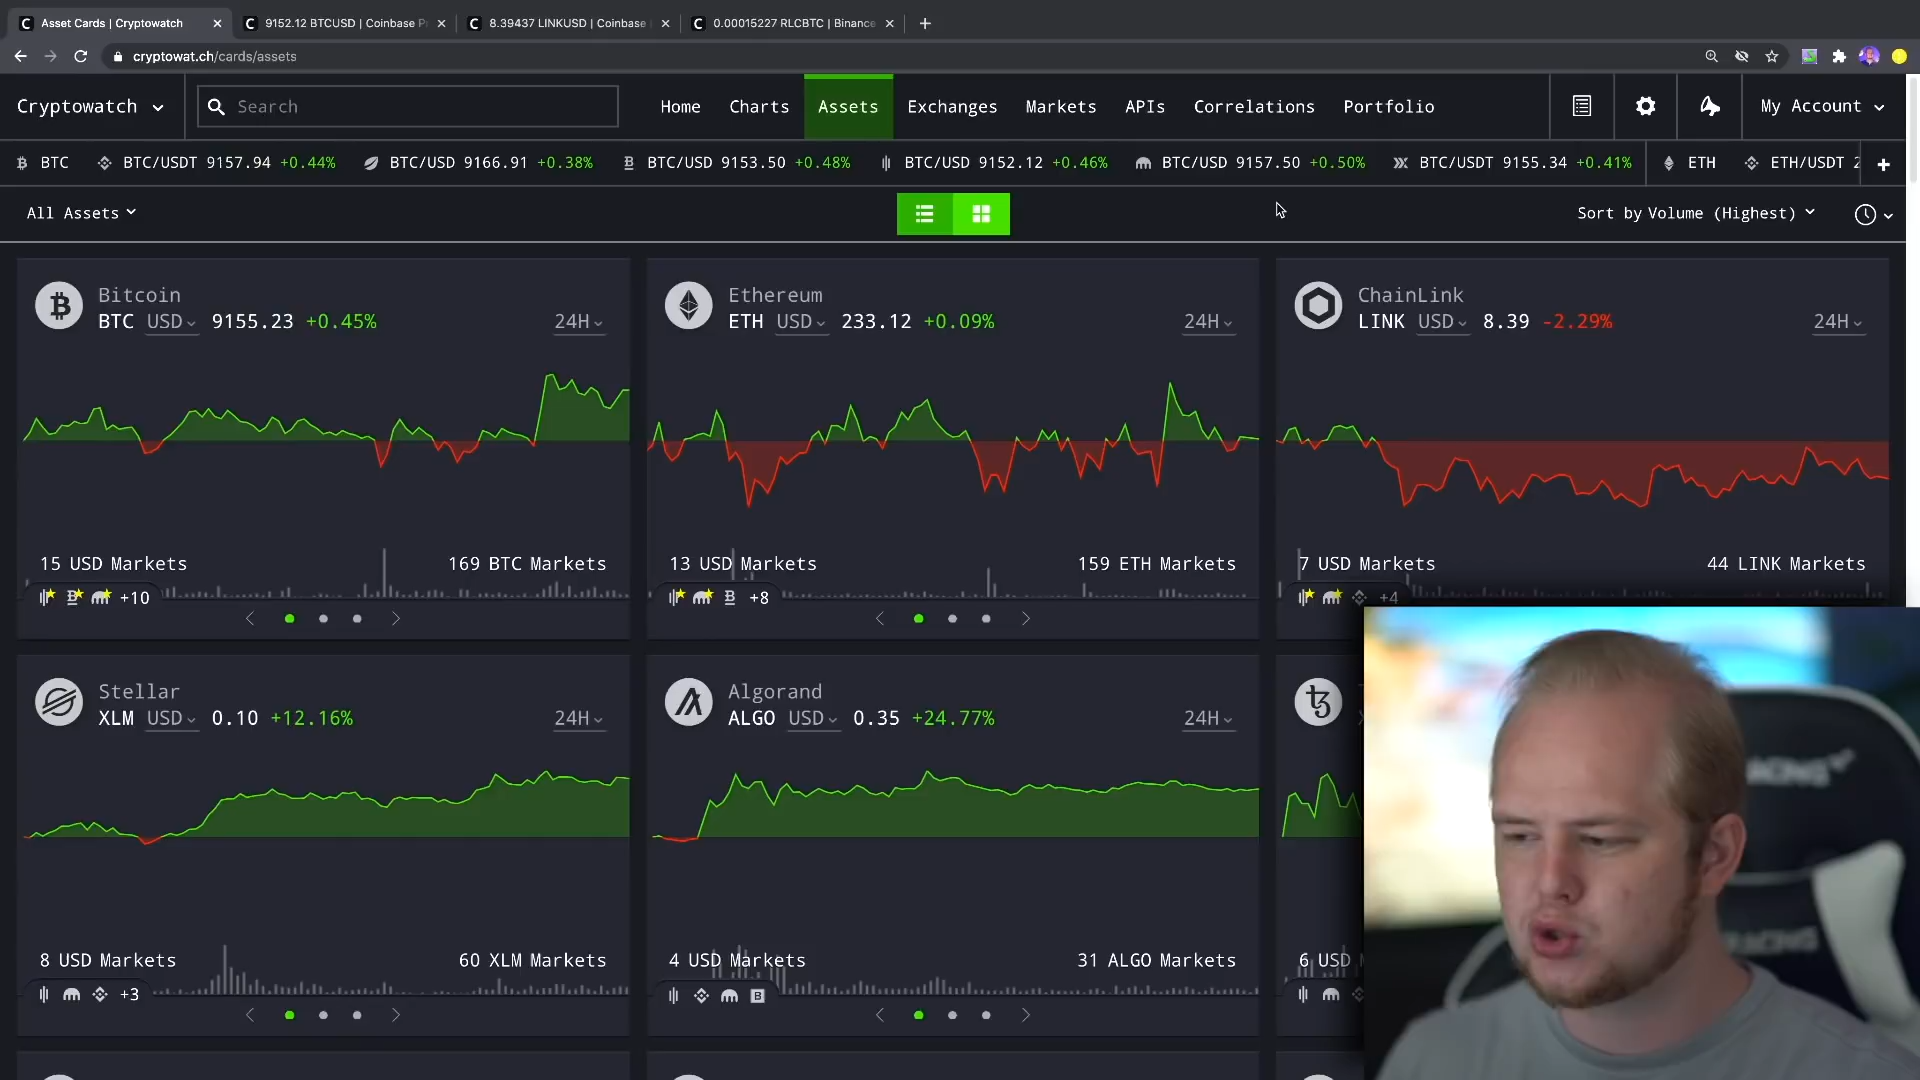 Asset Cards | Cryptowatch
9152.12 BTCUSD | Coinbase P
8.39437 LINKUSD | Coinbase
0.00015227 RLCBTC | Binance
cryptowat.ch/cards/assets
Cryptowatch
Search
Home
Charts
Assets
Exchanges
Markets
APIs
Correlations
Portfolio
My Account
BTC
BTC/USDT 9157.94 +0.44%
BTC/USD 9166.91 +0.38%
BTC/USD 9153.50 +0.48%
BTC/USD 9152.12 +0.46%
BTC/USD 9157.50 +0.50%
BTC/USDT 9155.34 +0.41%
ETH
ETH/USDT 2
All Assets
Sort by Volume (Highest)
Bitcoin
BTC USD 9155.23 +0.45%
24H
15 USD Markets
169 BTC Markets
+10
Ethereum
ETH USD 233.12 +0.09%
24H
13 USD Markets
159 ETH Markets
+8
ChainLink
LINK USD 8.39 -2.29%
24H
7 USD Markets
44 LINK Markets
+4
Stellar
XLM USD 0.10 +12.16%
24H
8 USD Markets
60 XLM Markets
+3
Algorand
ALGO USD 0.35 +24.77%
24H
4 USD Markets
31 ALGO Markets
6 USD